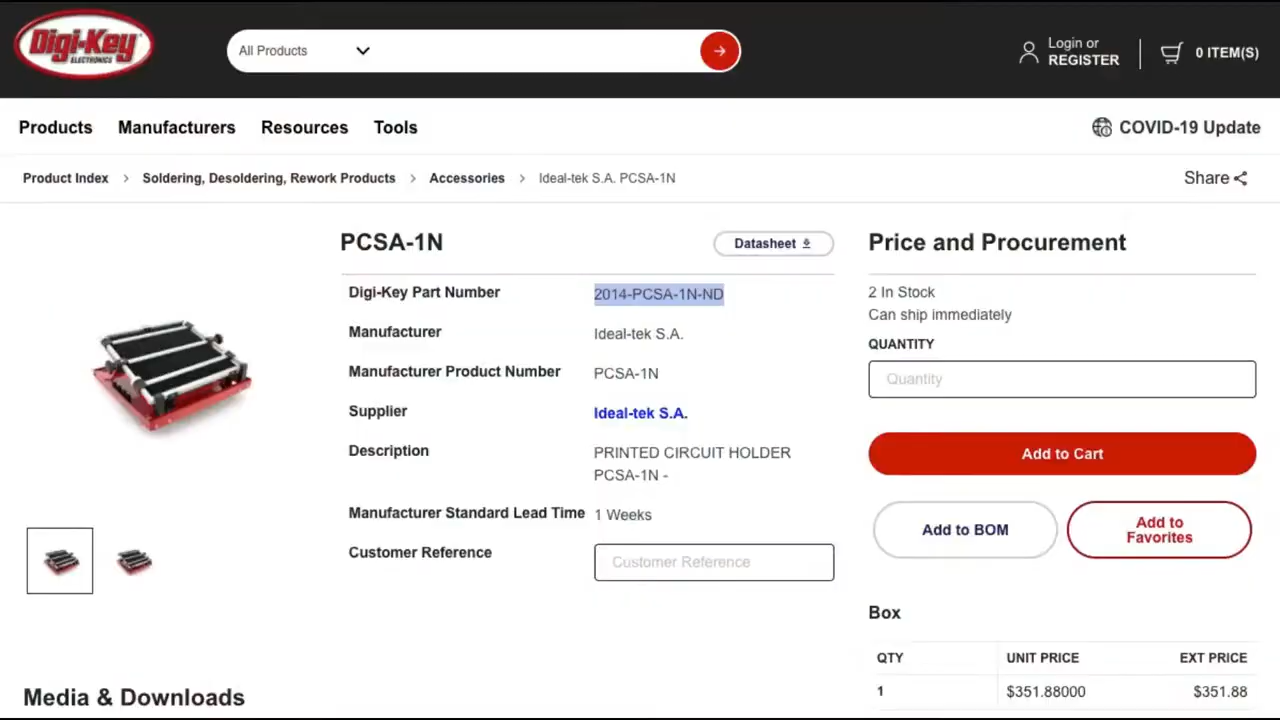 Digi-Key
ELECTRONICS
All Products
Login or
REGISTER
0 ITEM(S)
Products
Manufacturers
Resources
Tools
COVID-19 Update
Product Index > Soldering, Desoldering, Rework Products > Accessories > Ideal-tek S.A. PCSA-1N
Share
PCSA-1N
Datasheet
Digi-Key Part Number 2014-PCSA-1N-ND
Manufacturer Ideal-tek S.A.
Manufacturer Product Number PCSA-1N
Supplier Ideal-tek S.A.
Description PRINTED CIRCUIT HOLDER
PCSA-1N -
Manufacturer Standard Lead Time 1 Weeks
Customer Reference Customer Reference
Price and Procurement
2 In Stock
Can ship immediately
QUANTITY
Quantity
Add to Cart
Add to BOM
Add to
Favorites
Box
QTY UNIT PRICE EXT PRICE
1 $351.88000 $351.88
Media & Downloads